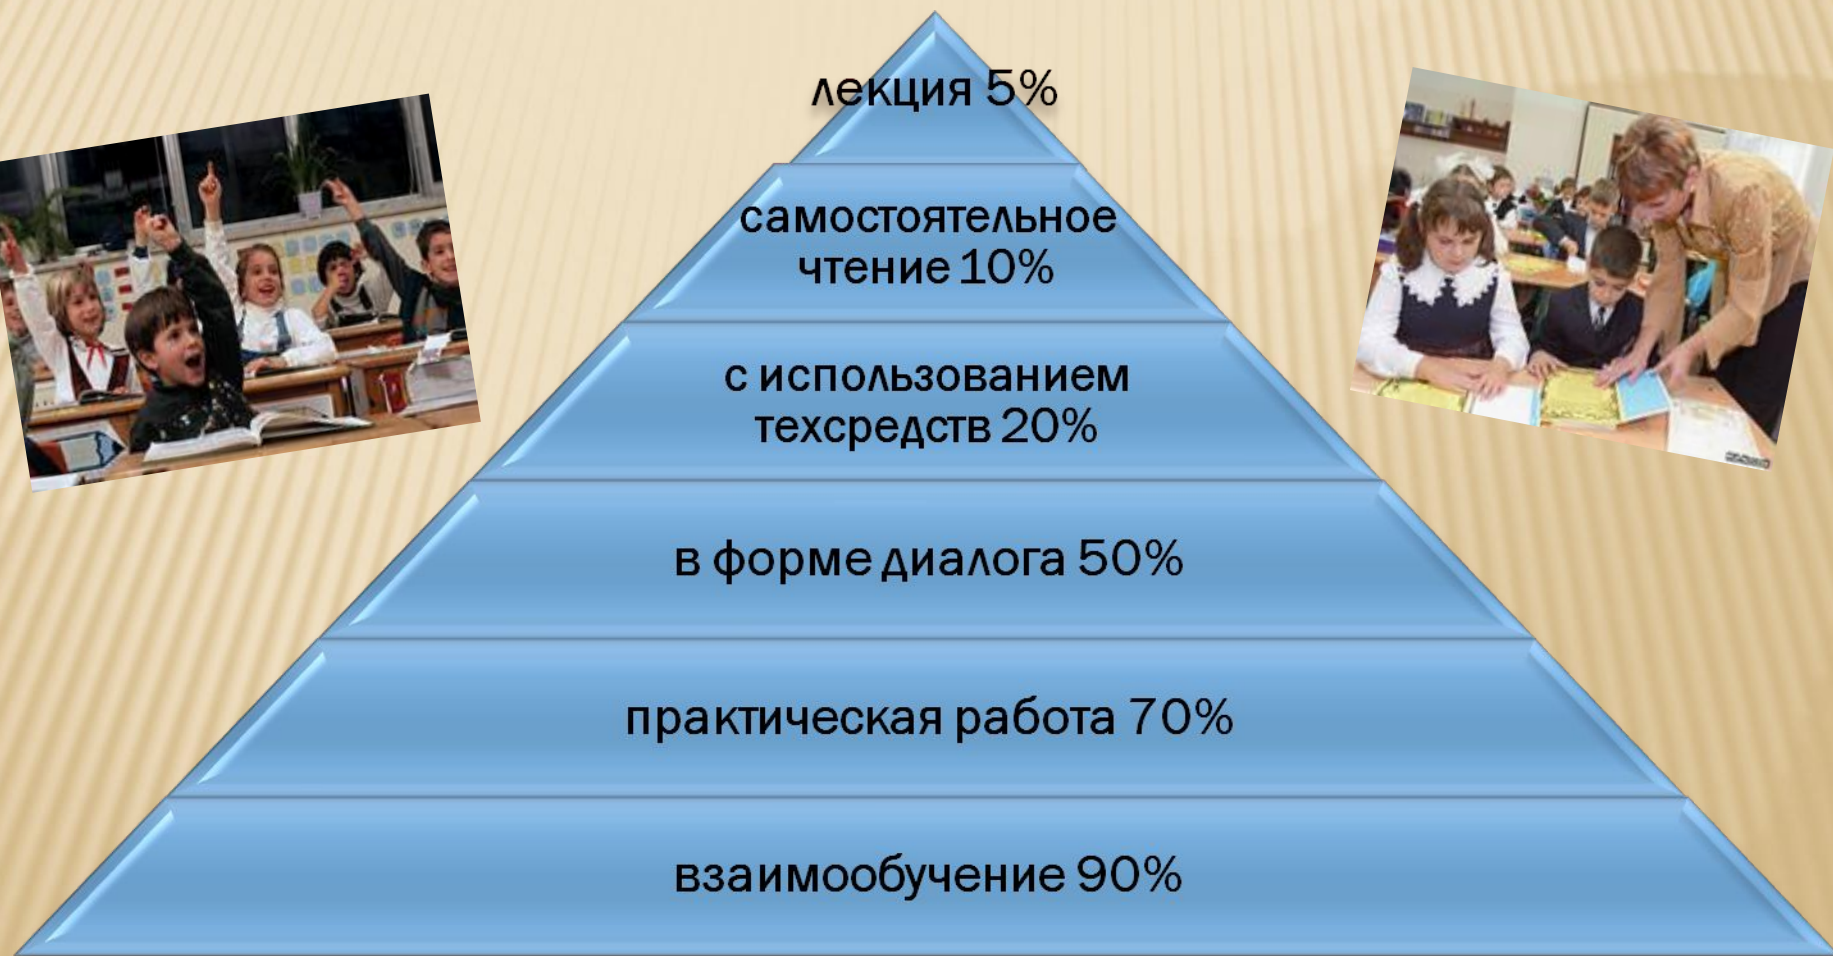 лекция 5%
самостоятельное
чтение 10%
с использованием
техсредств 20%
в форме диалога 50%
практическая работа 70%
взаимообучение 90%